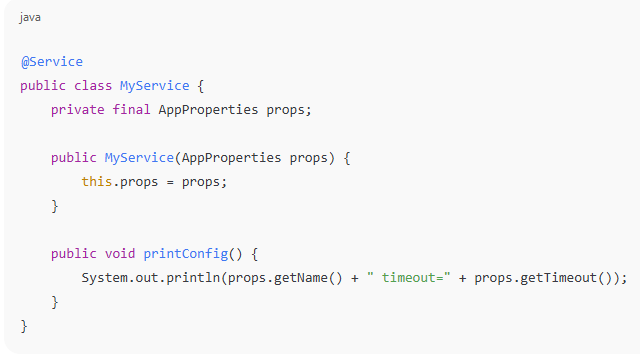 java
@Service
public class MyService {
    private final AppProperties props;
    public MyService(AppProperties props) {
        this.props = props;
    }
    public void printConfig() {
        System.out.println(props.getName() + " timeout=" + props.getTimeout());
    }
}